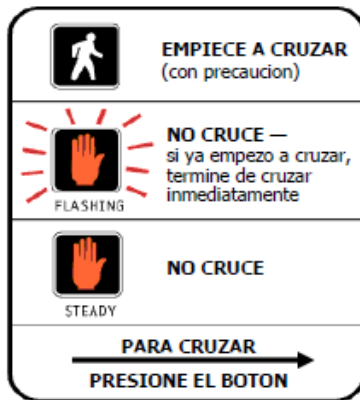 EMPIECE A CRUZAR
(con precaucion)
NO CRUCE —
si ya empezo a cruzar,
termine de cruzar
inmediatamente
FLASHING
NO CRUCE
STEADY
PARA CRUZAR
PRESIONE EL BOTON